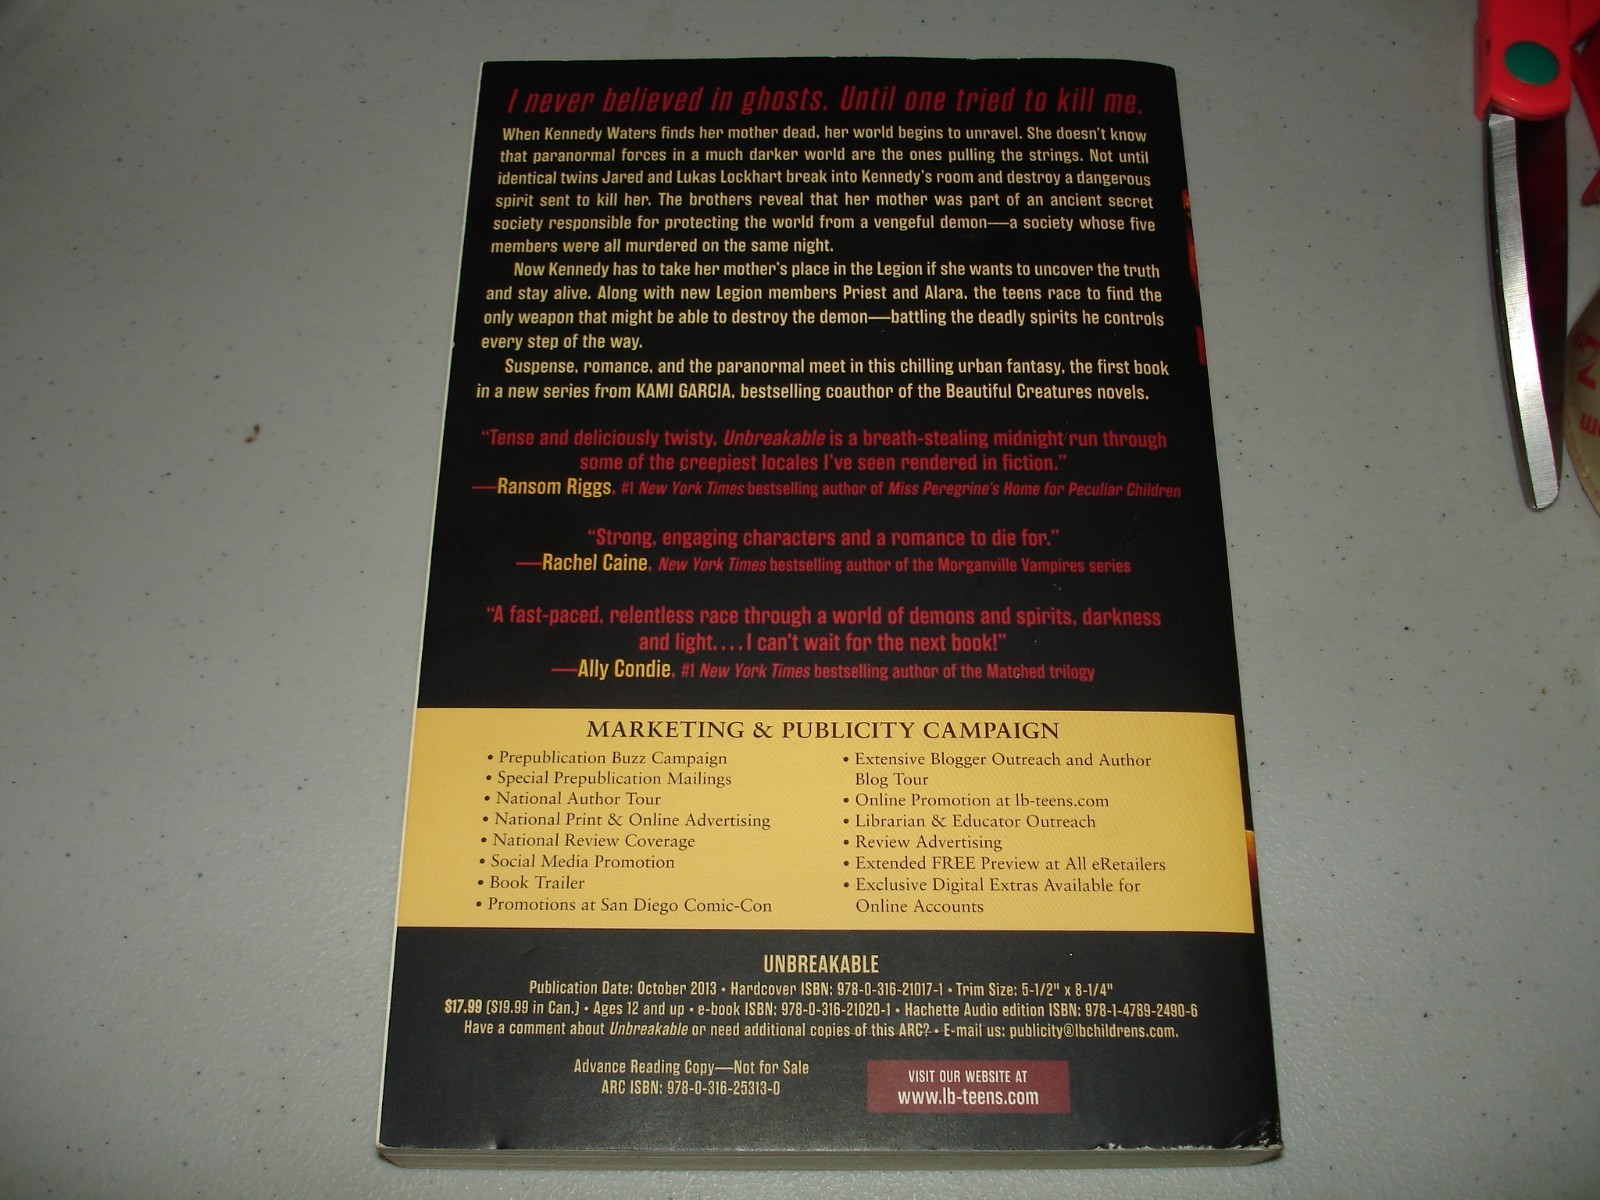 I never believed in ghosts. Until one tried to kill me.
When Kennedy Waters finds her mother dead, her world begins to unravel. She doesn't know
that paranormal forces in a much darker world are the ones pulling the strings. Not until
identical twins Jared and Lukas Lockhart break into Kennedy's room and destroy a dangerous
spirit sent to kill her. The brothers reveal that her mother was part of an ancient secret
society responsible for protecting the world from a vengeful demon—a society whose five
members were all murdered on the same night.
Now Kennedy has to take her mother's place in the Legion if she wants to uncover the truth
and stay alive. Along with new Legion members Priest and Alara, the teens race to find the
only weapon that might be able to destroy the demon—battling the deadly spirits he controls
every step of the way.
Suspense, romance, and the paranormal meet in this chilling urban fantasy, the first book
in a new series from KAMI GARCIA, bestselling coauthor of the Beautiful Creatures novels.
"Tense and deliciously twisty, Unbreakable is a breath-stealing midnight run through
some of the creepiest locales I've seen rendered in fiction."
—Ransom Riggs, #1 New York Times bestselling author of Miss Peregrine's Home for Peculiar Children
"Strong, engaging characters and a romance to die for."
—Rachel Caine, New York Times bestselling author of the Morganville Vampires series
"A fast-paced, relentless race through a world of demons and spirits, darkness
and light.... I can't wait for the next book!"
—Ally Condie, #1 New York Times bestselling author of the Matched trilogy
MARKETING & PUBLICITY CAMPAIGN
• Prepublication Buzz Campaign
• Special Prepublication Mailings
• National Author Tour
• National Print & Online Advertising
• National Review Coverage
• Social Media Promotion
• Book Trailer
• Promotions at San Diego Comic-Con
• Extensive Blogger Outreach and Author
Blog Tour
• Online Promotion at lb-teens.com
• Librarian & Educator Outreach
• Review Advertising
• Extended FREE Preview at All eRetailers
• Exclusive Digital Extras Available for
Online Accounts
UNBREAKABLE
Publication Date: October 2013 • Hardcover ISBN: 978-0-316-21017-1 • Trim Size: 5-1/2" x 8-1/4"
$17.99 ($19.99 in Can.) • Ages 12 and up • e-book ISBN: 978-0-316-21020-1 • Hachette Audio edition ISBN: 978-1-4789-2490-6
Have a comment about Unbreakable or need additional copies of this ARC? • E-mail us: publicity@lbchildrens.com.
Advance Reading Copy—Not for Sale
ARC ISBN: 978-0-316-25313-0
VISIT OUR WEBSITE AT
www.lb-teens.com